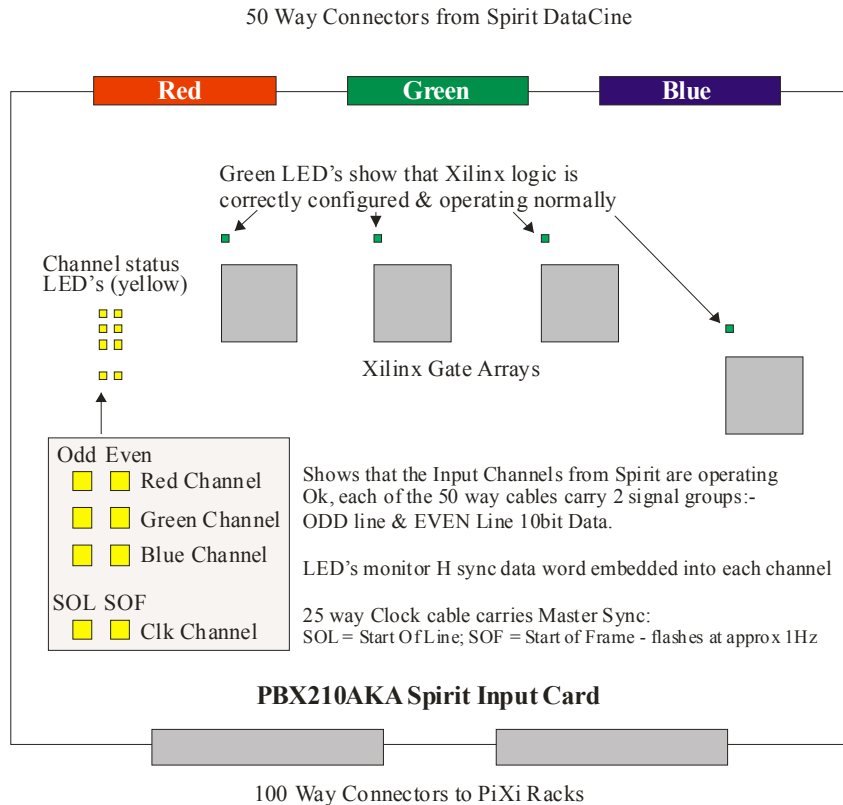 50 Way Connectors from Spirit DataCine
Red
Green
Blue
Green LED's show that Xilinx logic is
correctly configured & operating normally
Channel status
LED's (yellow)
Xilinx Gate Arrays
Odd Even
Red Channel
Green Channel
Blue Channel
SOL SOF
Clk Channel
Shows that the Input Channels from Spirit are operating
Ok, each of the 50 way cables carry 2 signal groups:-
ODD line & EVEN Line 10bit Data.
LED's monitor H sync data word embedded into each channel
25 way Clock cable carries Master Sync:
SOL = Start Of Line; SOF = Start of Frame - flashes at approx 1Hz
PBX210AKA Spirit Input Card
100 Way Connectors to PiXi Racks